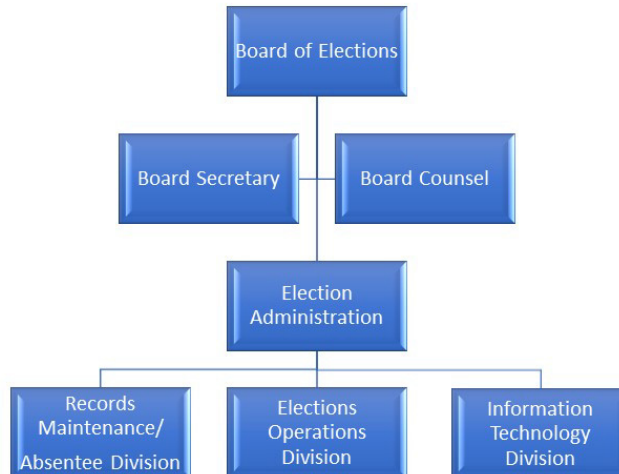 Board of Elections
Board Secretary
Board Counsel
Election
Administration
Records
Maintenance/
Absentee Division
Elections
Operations
Division
Information
Technology
Division